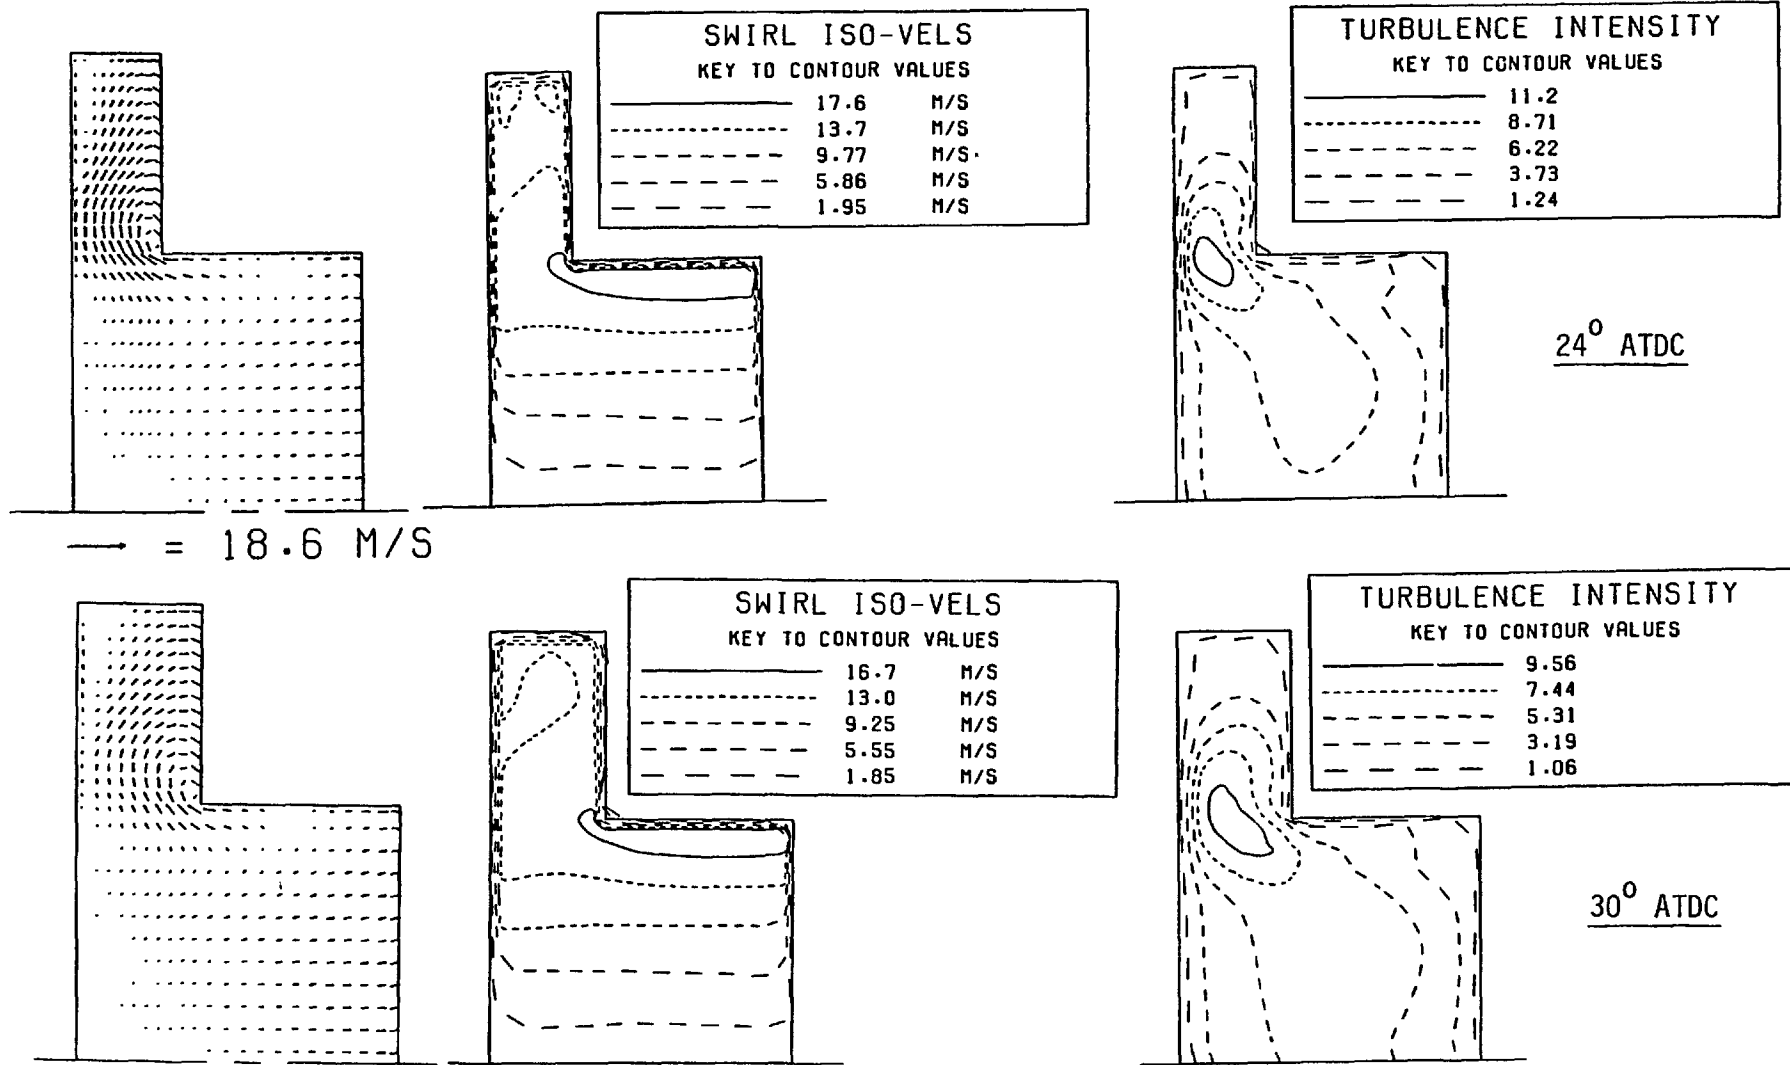 SWIRL ISO-VELS
KEY TO CONTOUR VALUES
17.6 M/S
13.7 M/S
9.77 M/S
5.86 M/S
1.95 M/S
TURBULENCE INTENSITY
KEY TO CONTOUR VALUES
11.2
8.71
6.22
3.73
1.24
24° ATDC
= 18.6 M/S
SWIRL ISO-VELS
KEY TO CONTOUR VALUES
16.7 M/S
13.0 M/S
9.25 M/S
5.55 M/S
1.85 M/S
TURBULENCE INTENSITY
KEY TO CONTOUR VALUES
9.56
7.44
5.31
3.19
1.06
30° ATDC